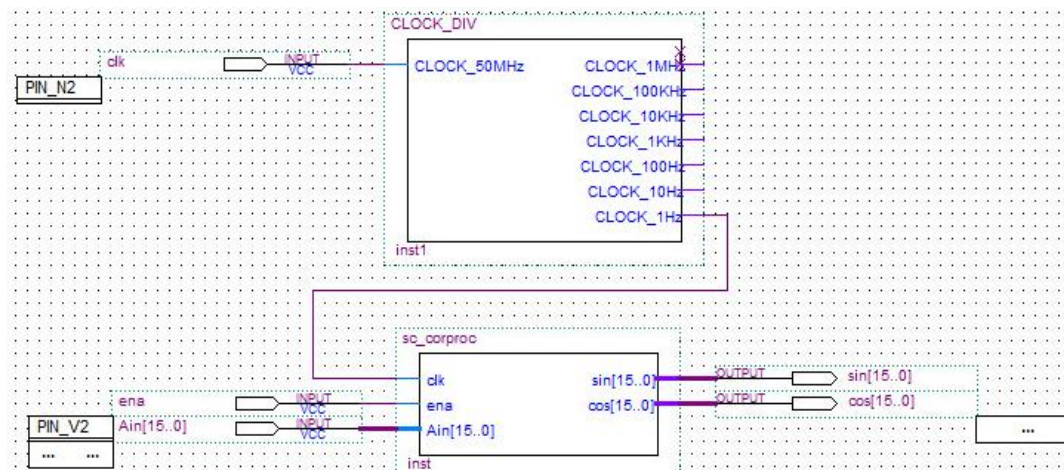 CLOCK_DIV
clk INPUT VCC
PIN_N2
CLOCK_50MHz CLOCK_1MHz
CLOCK_100KHz
CLOCK_10KHz
CLOCK_1KHz
CLOCK_100Hz
CLOCK_10Hz
CLOCK_1Hz
inst1
sc_corproc
clk sin[15..0] OUTPUT sin[15..0]
ena INPUT VCC ena cos[15..0] OUTPUT cos[15..0]
PIN_V2 Ain[15..0] INPUT VCC Ain[15..0] ...
... ...
inst